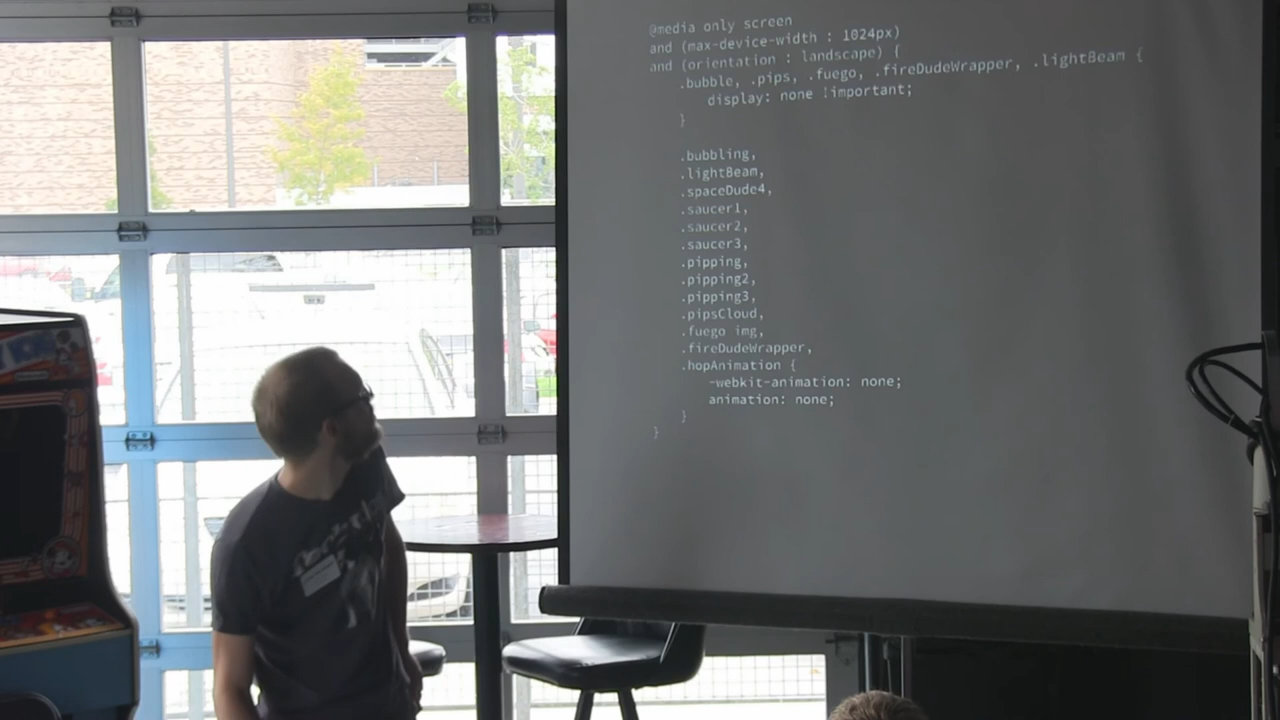 @media only screen
and (max-device-width : 1024px)
and (orientation : landscape) {
.bubble, .pips, .fuego, .fireDudeWrapper, .lightBeam {
display: none !important;
}
.bubbling,
.lightBeam,
.spaceDude4,
.saucer1,
.saucer2,
.saucer3,
.pipping,
.pipping2,
.pipping3,
.pipsCloud,
.fuego img,
.fireDudeWrapper,
.hopAnimation {
-webkit-animation: none;
animation: none;
}
}